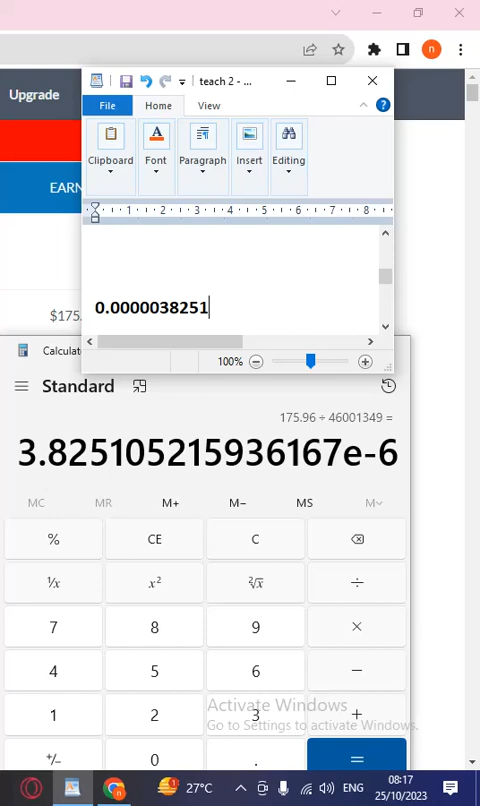 n
Upgrade
teach 2 - ...
File
Home
View
Clipboard
Font
Paragraph
Insert
Editing
1 2 3 4 5 6 7 8
EARN
0.0000038251
$175.
100%
Calculator
Standard
175.96 ÷ 46001349 =
3.825105215936167e-6
MC MR M+ M− MS M˅
% CE C
¹/x x² ²√x ÷
7 8 9 ×
4 5 6 −
1 2 3 +
+/− 0 . =
Activate Windows
Go to Settings to activate Windows.
27°C
ENG
08:17
25/10/2023